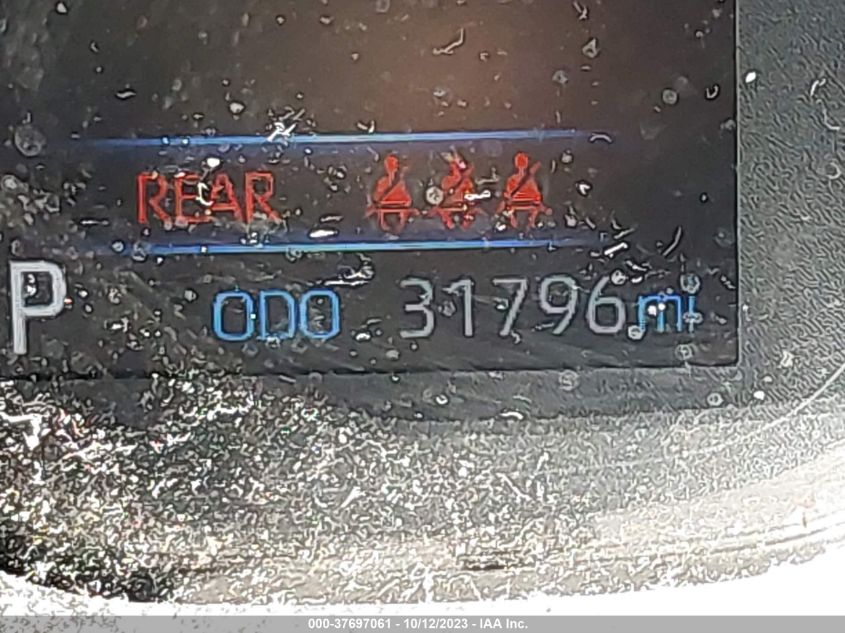 REAR
P ODO 31796 mi
000-37697061 - 10/12/2023 - IAA Inc.